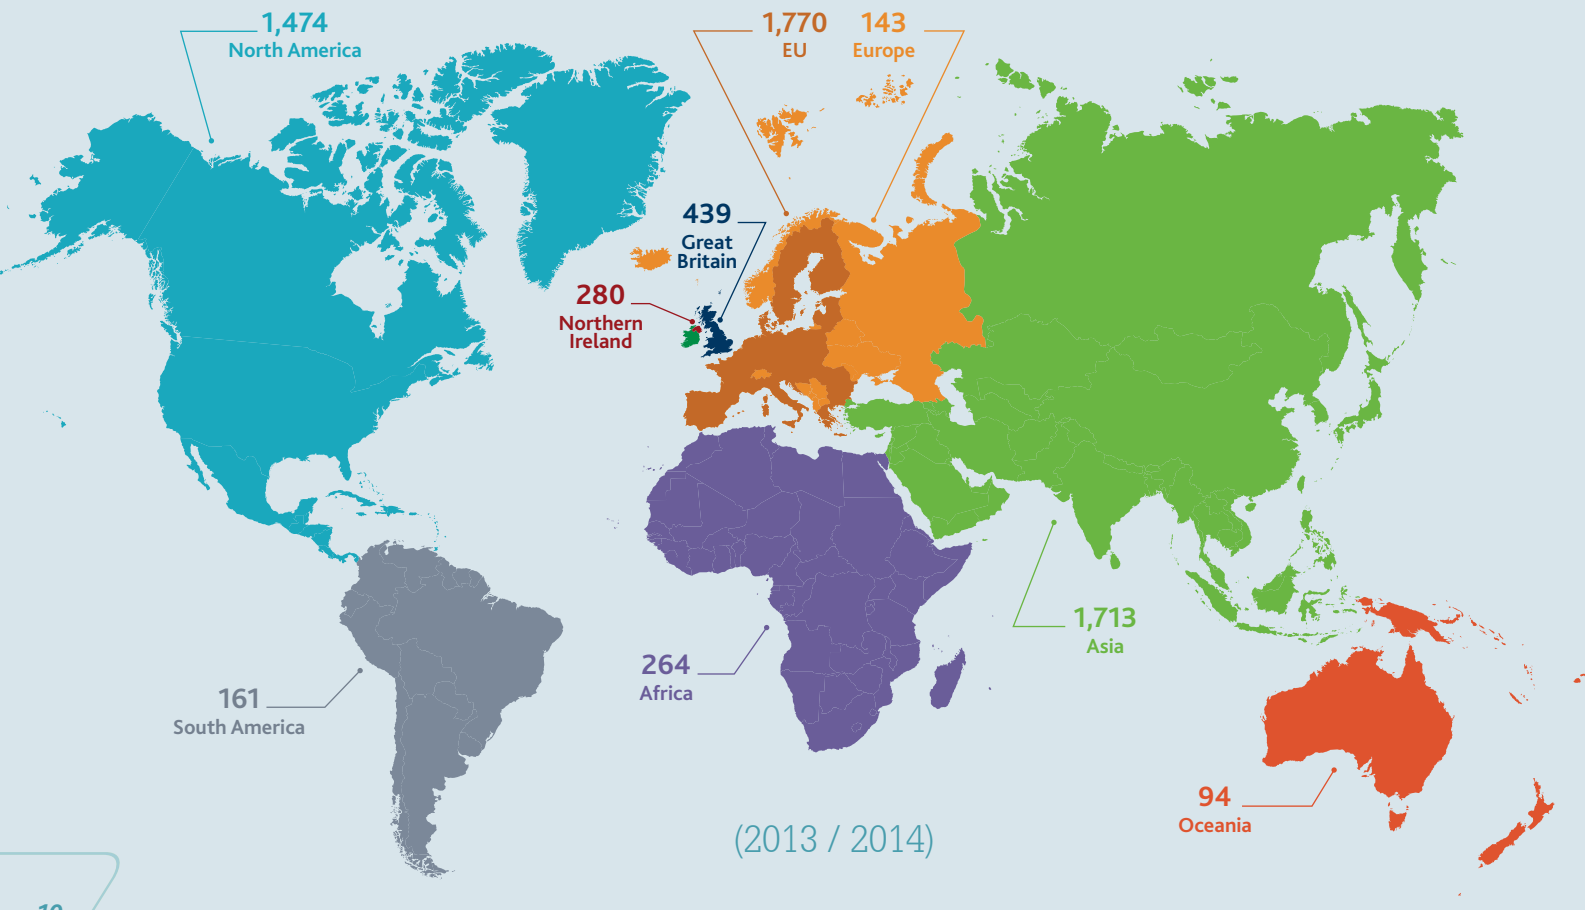 1,474
North America
1,770
EU
143
Europe
439
Great
Britain
280
Northern
Ireland
1,713
Asia
264
Africa
161
South America
94
Oceania
(2013 / 2014)